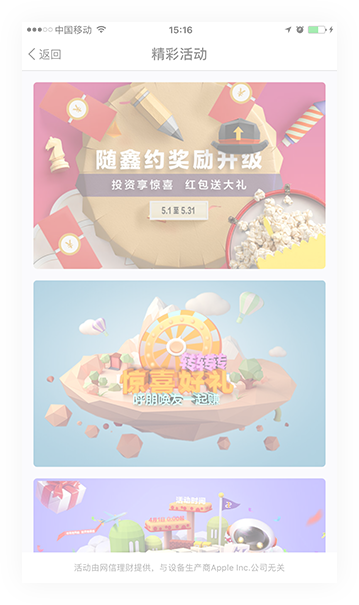 中国移动
15:16
返回
精彩活动
随鑫约奖励升级
投资享惊喜 红包送大礼
5.1 至 5.31
转转转
惊喜好礼
呼朋唤友一起赚
活动时间
活动由网信理财提供，与设备生产商Apple Inc.公司无关